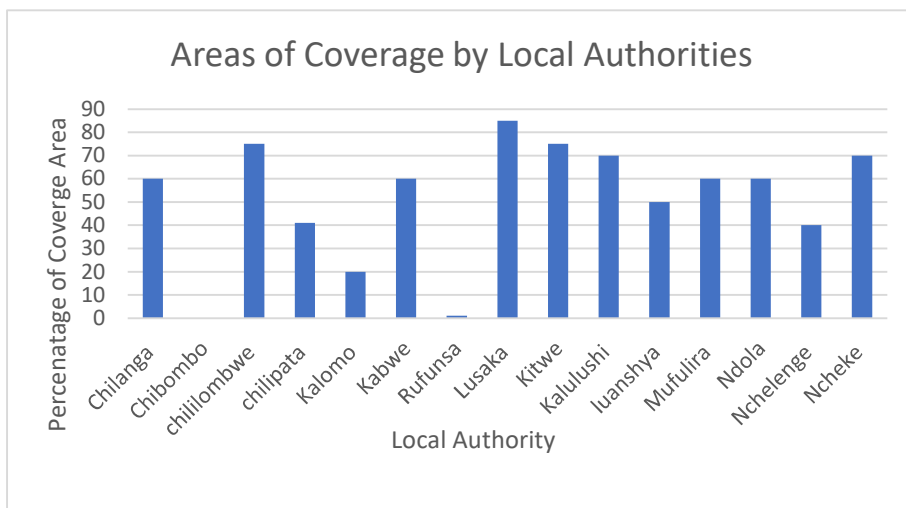 Areas of Coverage by Local Authorities
Percenatage of Coverge Area
90
80
70
60
50
40
30
20
10
0
Chilanga
Chibombo
chililombwe
chilipata
Kalomo
Kabwe
Rufunsa
Lusaka
Kitwe
Kalulushi
luanshya
Mufulira
Ndola
Nchelenge
Ncheke
Local Authority